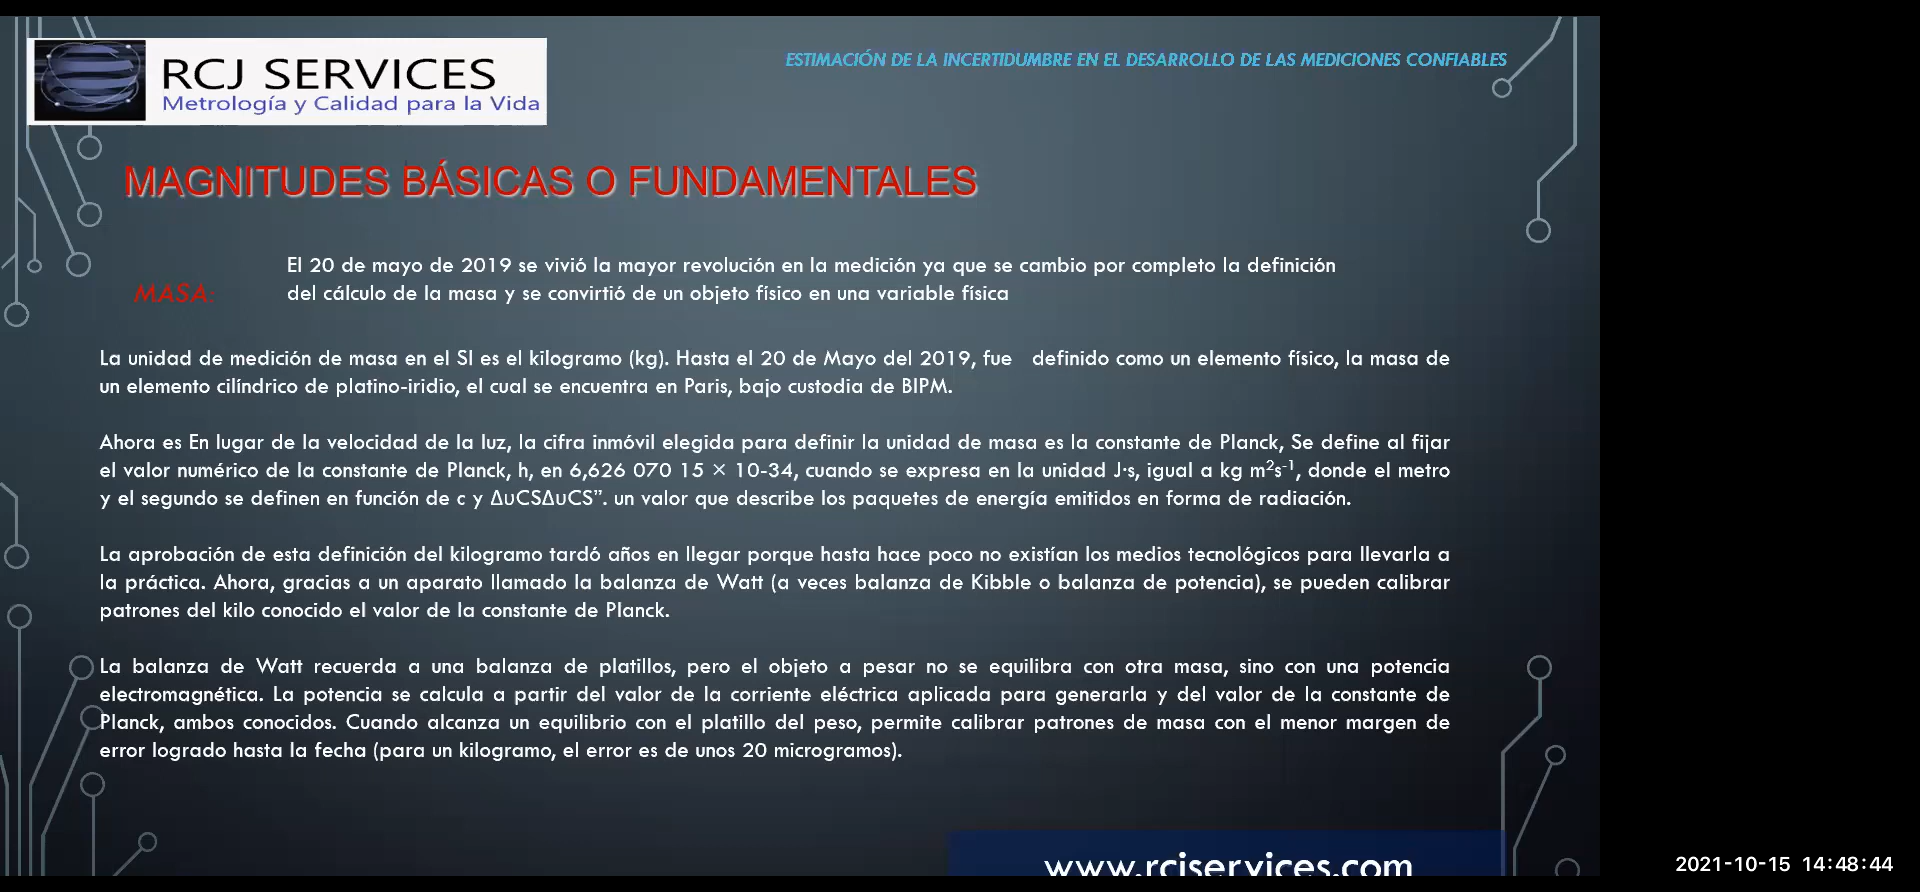 RCJ SERVICES
Metrología y Calidad para la Vida
ESTIMACIÓN DE LA INCERTIDUMBRE EN EL DESARROLLO DE LAS MEDICIONES CONFIABLES
MAGNITUDES BÁSICAS O FUNDAMENTALES
MASA:
El 20 de mayo de 2019 se vivió la mayor revolución en la medición ya que se cambio por completo la definición
del cálculo de la masa y se convirtió de un objeto físico en una variable física
La unidad de medición de masa en el SI es el kilogramo (kg). Hasta el 20 de Mayo del 2019, fue definido como un elemento físico, la masa de
un elemento cilíndrico de platino-iridio, el cual se encuentra en Paris, bajo custodia de BIPM.
Ahora es En lugar de la velocidad de la luz, la cifra inmóvil elegida para definir la unidad de masa es la constante de Planck, Se define al fijar
el valor numérico de la constante de Planck, h, en 6,626 070 15 × 10-34, cuando se expresa en la unidad J·s, igual a kg m²s⁻¹, donde el metro
y el segundo se definen en función de c y ΔυCSΔυCS”. un valor que describe los paquetes de energía emitidos en forma de radiación.
La aprobación de esta definición del kilogramo tardó años en llegar porque hasta hace poco no existían los medios tecnológicos para llevarla a
la práctica. Ahora, gracias a un aparato llamado la balanza de Watt (a veces balanza de Kibble o balanza de potencia), se pueden calibrar
patrones del kilo conocido el valor de la constante de Planck.
La balanza de Watt recuerda a una balanza de platillos, pero el objeto a pesar no se equilibra con otra masa, sino con una potencia
electromagnética. La potencia se calcula a partir del valor de la corriente eléctrica aplicada para generarla y del valor de la constante de
Planck, ambos conocidos. Cuando alcanza un equilibrio con el platillo del peso, permite calibrar patrones de masa con el menor margen de
error logrado hasta la fecha (para un kilogramo, el error es de unos 20 microgramos).
www.rcjservices.com
2021-10-15 14:48:44